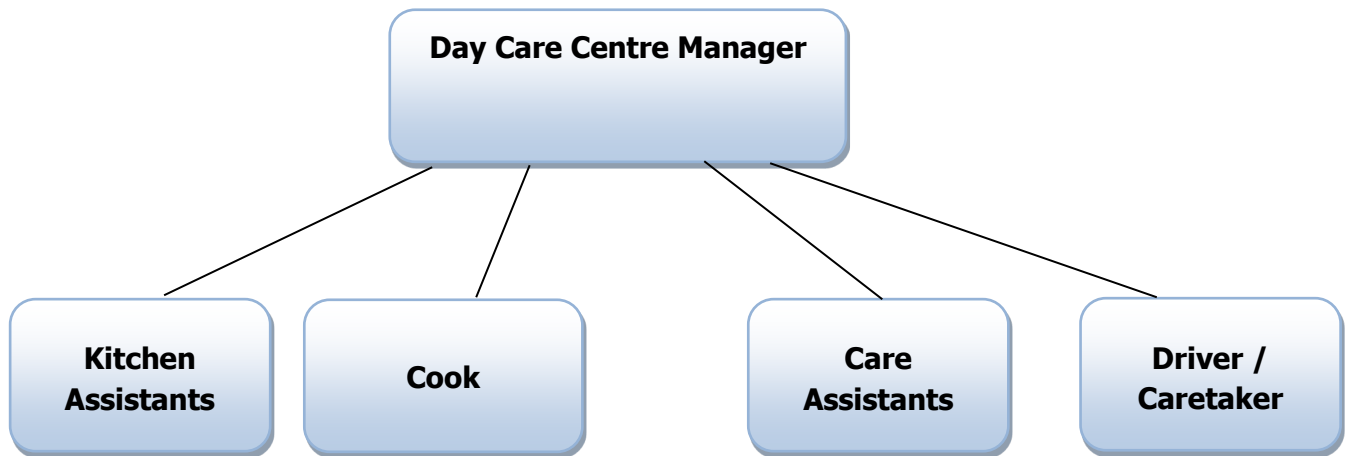 Day Care Centre Manager
Kitchen
Assistants
Cook
Care
Assistants
Driver /
Caretaker